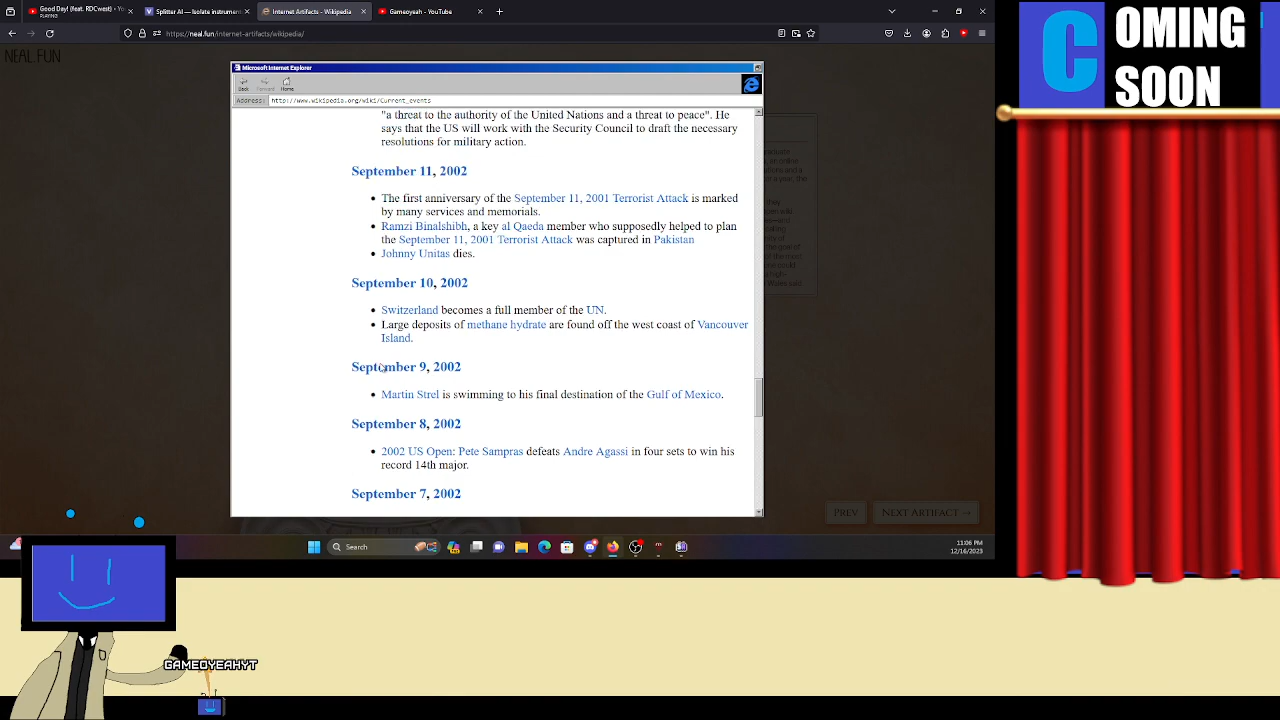 Good Day! (feat. RDCwest) - Yo
PLAYING
Splitter AI — Isolate instrumen
Internet Artifacts - Wikipedia
Gameoyeah - YouTube
https://neal.fun/internet-artifacts/wikipedia/
NEAL.FUN
Microsoft Internet Explorer
Back
Forward
Home
Address: http://www.wikipedia.org/wiki/Current_events
"a threat to the authority of the United Nations and a threat to peace". He
says that the US will work with the Security Council to draft the necessary
resolutions for military action.
September 11, 2002
The first anniversary of the September 11, 2001 Terrorist Attack is marked
by many services and memorials.
Ramzi Binalshibh, a key al Qaeda member who supposedly helped to plan
the September 11, 2001 Terrorist Attack was captured in Pakistan
Johnny Unitas dies.
September 10, 2002
Switzerland becomes a full member of the UN.
Large deposits of methane hydrate are found off the west coast of Vancouver
Island.
September 9, 2002
Martin Strel is swimming to his final destination of the Gulf of Mexico.
September 8, 2002
2002 US Open: Pete Sampras defeats Andre Agassi in four sets to win his
record 14th major.
September 7, 2002
PREV
NEXT ARTIFACT →
Search
11:06 PM
12/16/2023
COMING
SOON
GAMEOYEAHYT